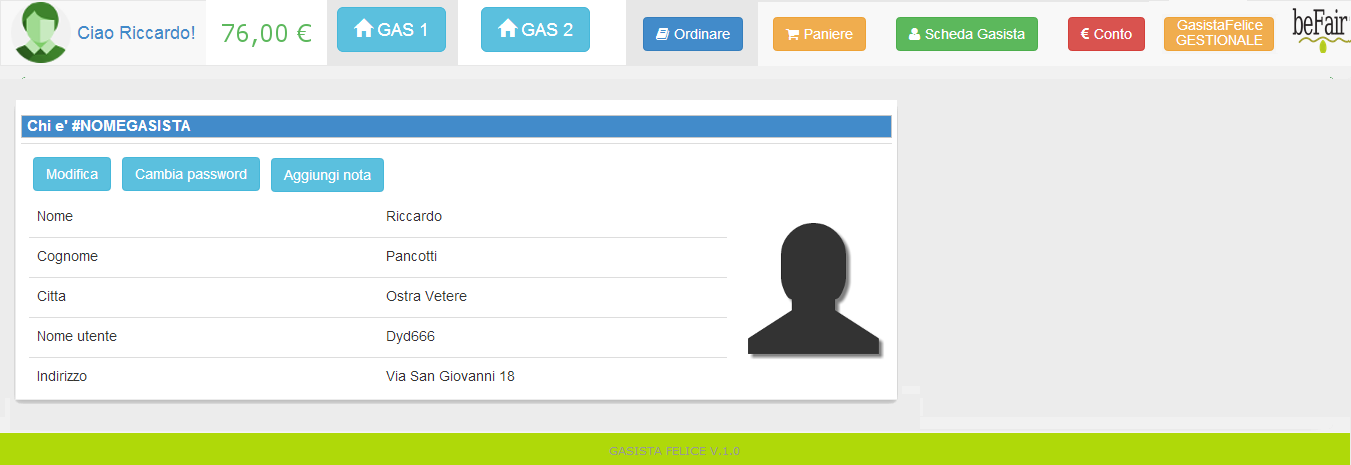 Ciao Riccardo!
76,00 €
GAS 1
GAS 2
Ordinare
Paniere
Scheda Gasista
€ Conto
GasistaFelice
GESTIONALE
beFair
Chi e' #NOMEGASISTA
Modifica
Cambia password
Aggiungi nota
Nome Riccardo
Cognome Pancotti
Citta Ostra Vetere
Nome utente Dyd666
Indirizzo Via San Giovanni 18
GASISTA FELICE V.1.0